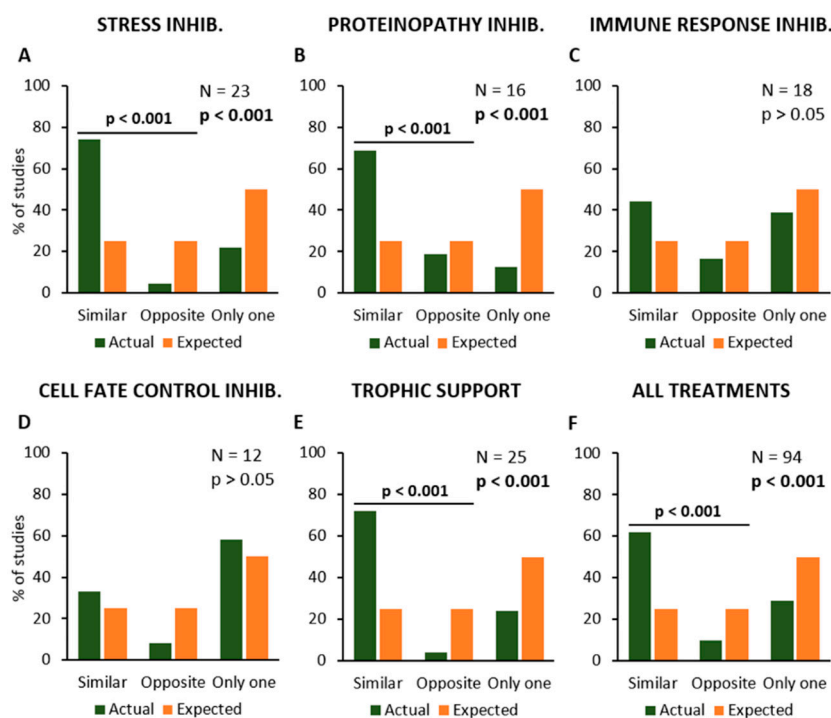 STRESS INHIB.
PROTEINOPATHY INHIB.
IMMUNE RESPONSE INHIB.
A
100
80
60
40
20
0
% of studies
N = 23
p < 0.001
p < 0.001
Similar Opposite Only one
Actual Expected
B
100
80
60
40
20
0
N = 16
p < 0.001
p < 0.001
Similar Opposite Only one
Actual Expected
C
100
80
60
40
20
0
N = 18
p > 0.05
Similar Opposite Only one
Actual Expected
CELL FATE CONTROL INHIB.
TROPHIC SUPPORT
ALL TREATMENTS
D
100
80
60
40
20
0
% of studies
N = 12
p > 0.05
Similar Opposite Only one
Actual Expected
E
100
80
60
40
20
0
N = 25
p < 0.001
p < 0.001
Similar Opposite Only one
Actual Expected
F
100
80
60
40
20
0
N = 94
p < 0.001
p < 0.001
Similar Opposite Only one
Actual Expected